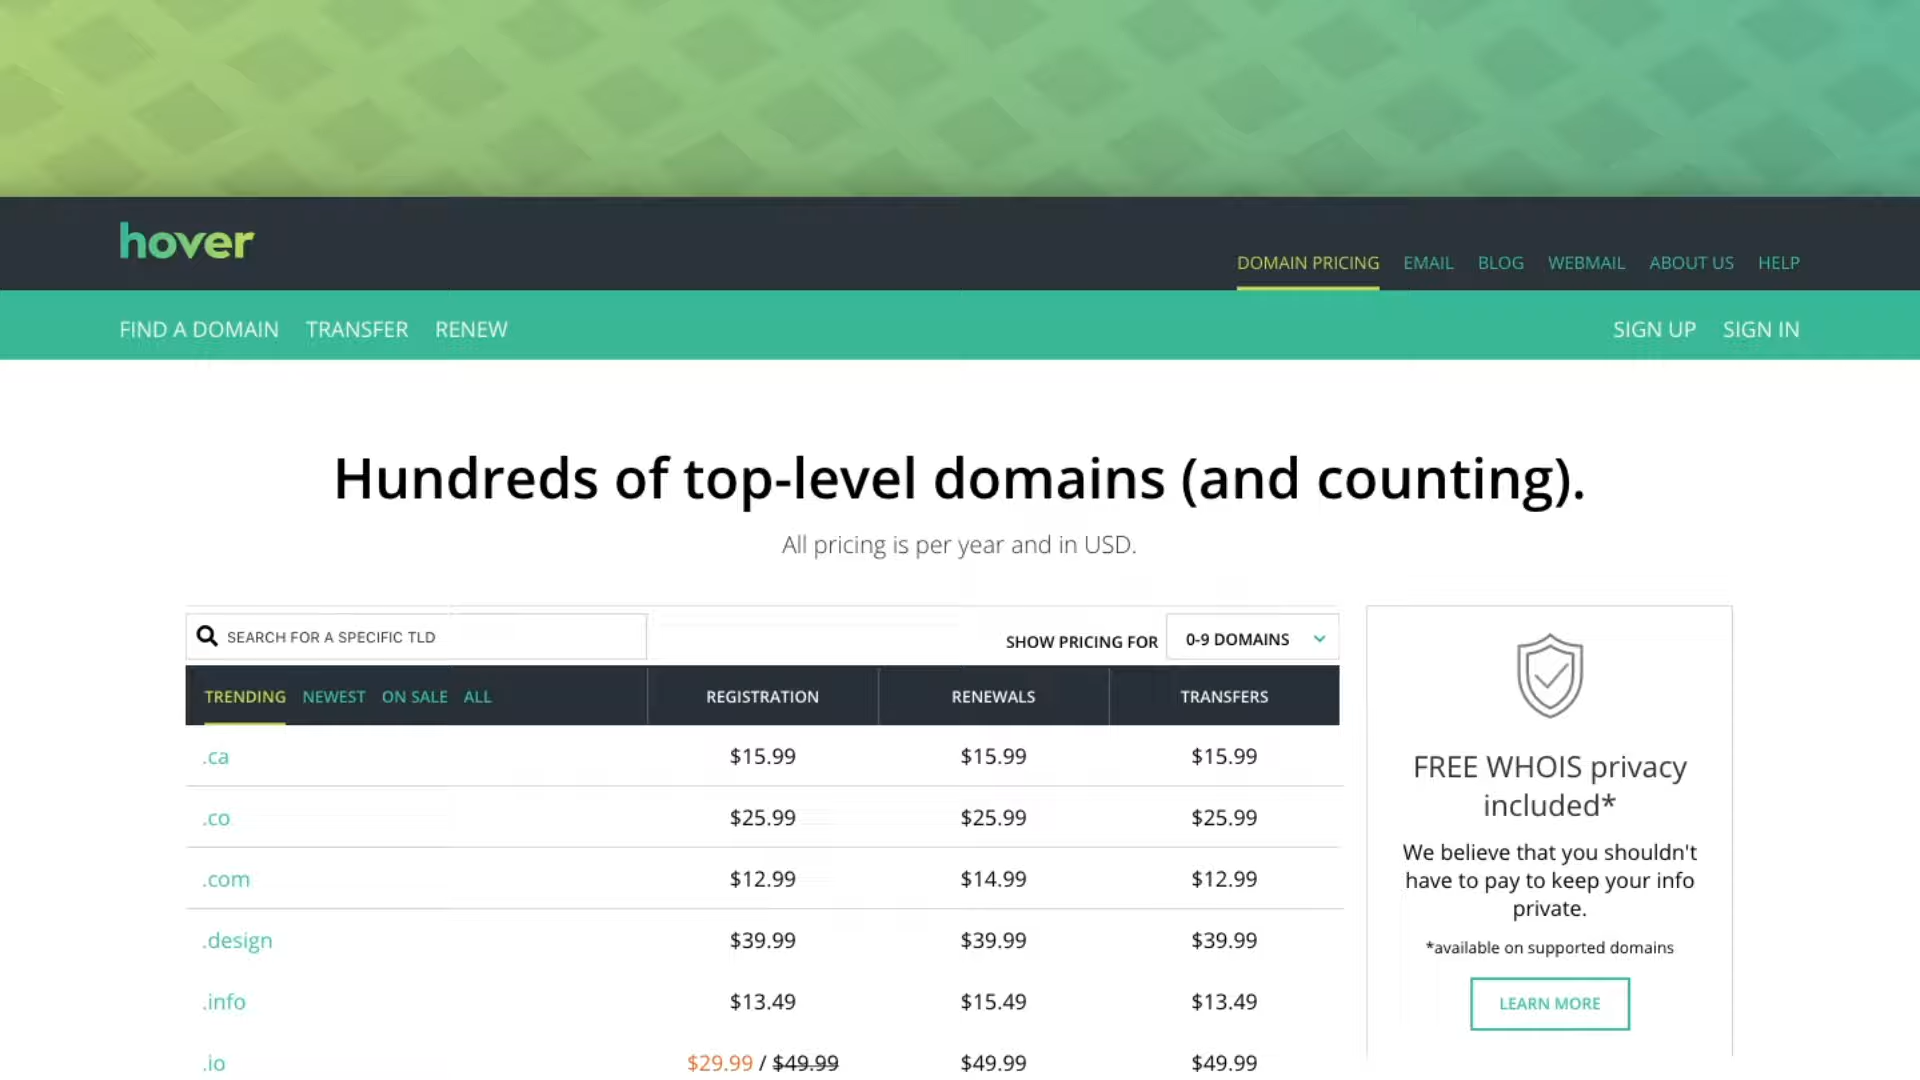 hover
DOMAIN PRICING EMAIL BLOG WEBMAIL ABOUT US HELP
FIND A DOMAIN TRANSFER RENEW SIGN UP SIGN IN
Hundreds of top-level domains (and counting).
All pricing is per year and in USD.
SEARCH FOR A SPECIFIC TLD SHOW PRICING FOR 0-9 DOMAINS
TRENDING NEWEST ON SALE ALL REGISTRATION RENEWALS TRANSFERS
.ca $15.99 $15.99 $15.99
.co $25.99 $25.99 $25.99
.com $12.99 $14.99 $12.99
.design $39.99 $39.99 $39.99
.info $13.49 $15.49 $13.49
.io $29.99 / $49.99 $49.99 $49.99
FREE WHOIS privacy
included*
We believe that you shouldn't
have to pay to keep your info
private.
*available on supported domains
LEARN MORE